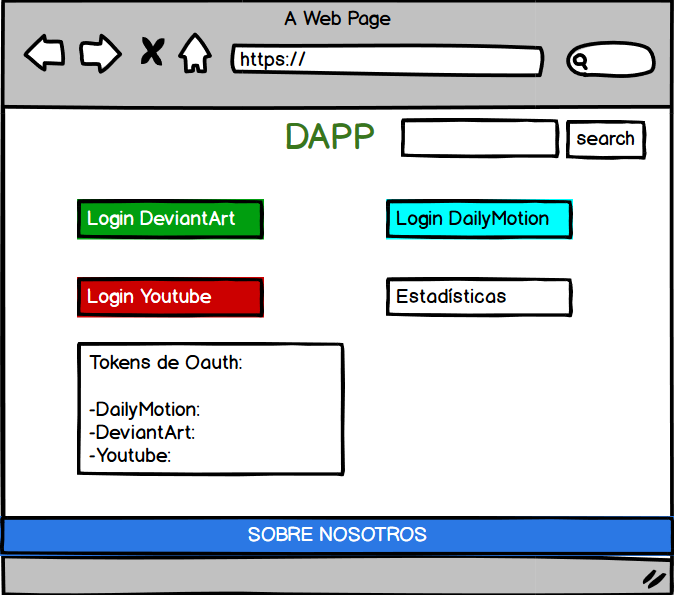 A Web Page
https://
DAPP
search
Login DeviantArt
Login DailyMotion
Login Youtube
Estadísticas
Tokens de Oauth:
-DailyMotion:
-DeviantArt:
-Youtube:
SOBRE NOSOTROS